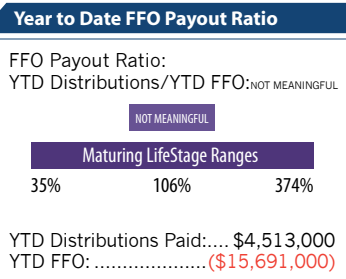 Year to Date FFO Payout Ratio
FFO Payout Ratio:
YTD Distributions/YTD FFO:NOT MEANINGFUL
NOT MEANINGFUL
Maturing LifeStage Ranges
35% 106% 374%
YTD Distributions Paid:.... $4,513,000
YTD FFO: ...................($15,691,000)